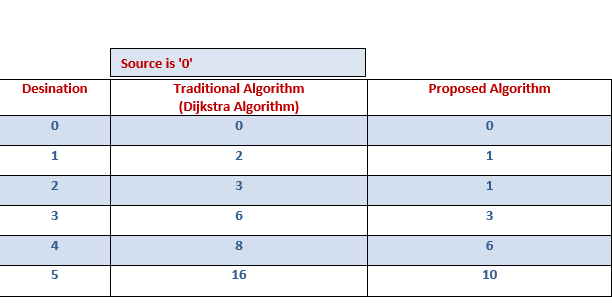 Source is '0'
Desination Traditional Algorithm Proposed Algorithm
(Dijkstra Algorithm)
0 0 0
1 2 1
2 3 1
3 6 3
4 8 6
5 16 10